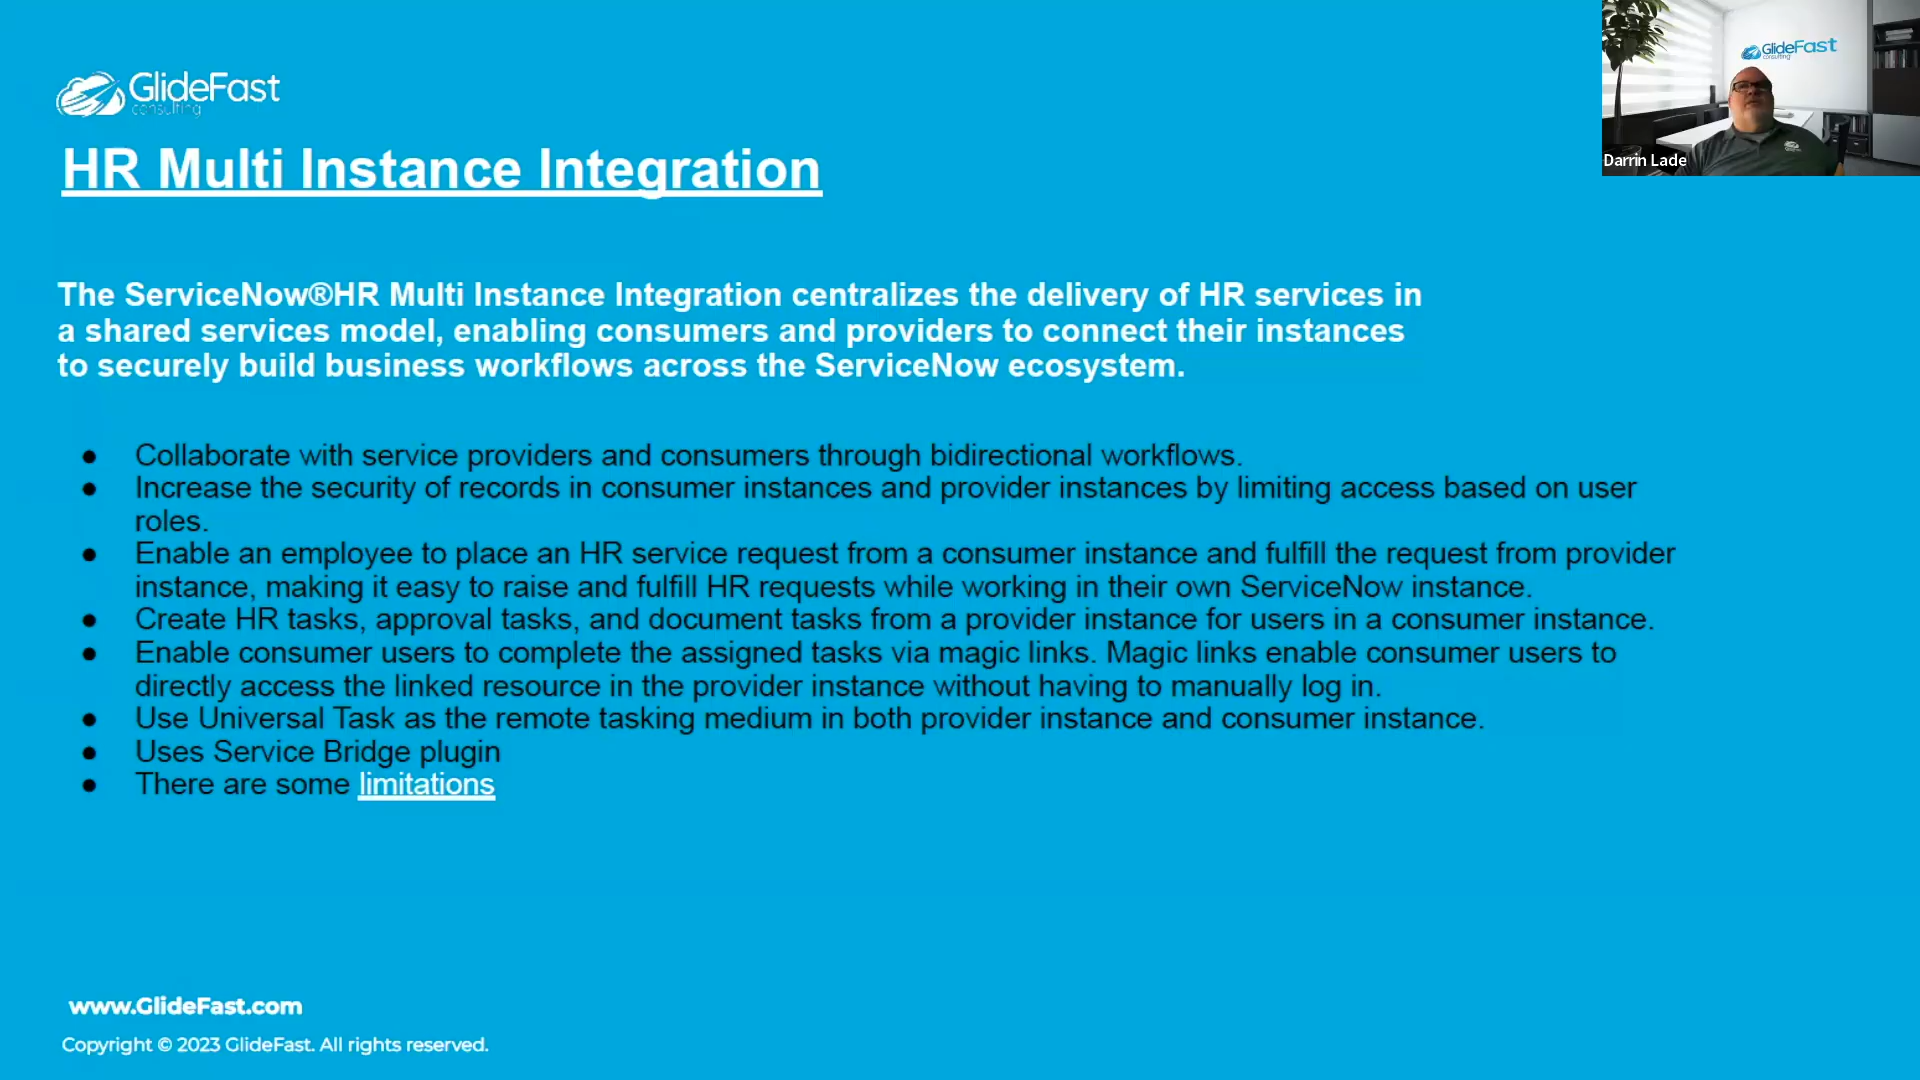 GlideFast
consulting
GlideFast
consulting
Darrin Lade
HR Multi Instance Integration
The ServiceNow®HR Multi Instance Integration centralizes the delivery of HR services in
a shared services model, enabling consumers and providers to connect their instances
to securely build business workflows across the ServiceNow ecosystem.
● Collaborate with service providers and consumers through bidirectional workflows.
● Increase the security of records in consumer instances and provider instances by limiting access based on user
roles.
● Enable an employee to place an HR service request from a consumer instance and fulfill the request from provider
instance, making it easy to raise and fulfill HR requests while working in their own ServiceNow instance.
● Create HR tasks, approval tasks, and document tasks from a provider instance for users in a consumer instance.
● Enable consumer users to complete the assigned tasks via magic links. Magic links enable consumer users to
directly access the linked resource in the provider instance without having to manually log in.
● Use Universal Task as the remote tasking medium in both provider instance and consumer instance.
● Uses Service Bridge plugin
● There are some limitations
www.GlideFast.com
Copyright © 2023 GlideFast. All rights reserved.